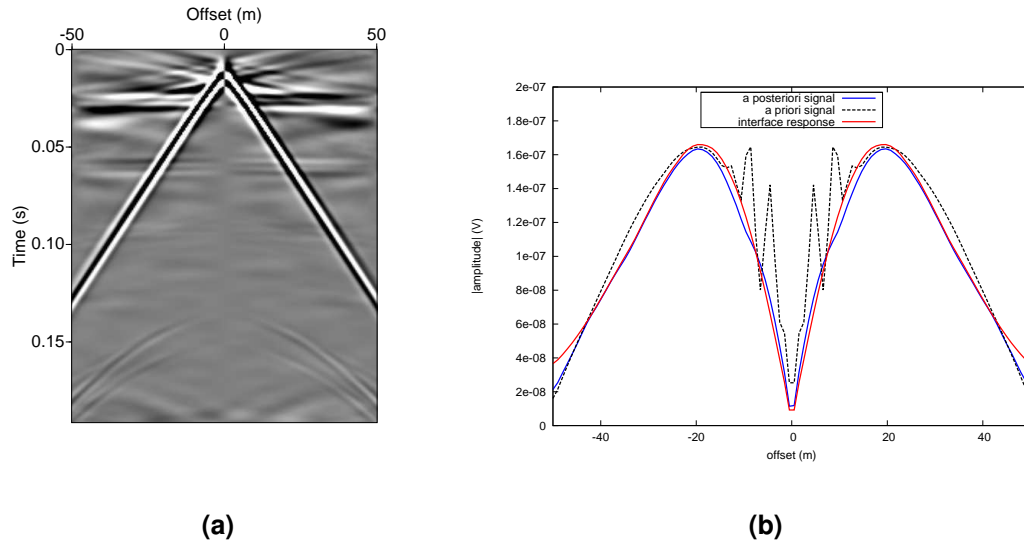 Offset (m)
-50 0 50
0
0.05
0.10
0.15
Time (s)
(a)
2e-07
1.8e-07
1.6e-07
1.4e-07
1.2e-07
1e-07
8e-08
6e-08
4e-08
2e-08
0
|amplitude| (V)
a posteriori signal
a priori signal
interface response
-40 -20 0 20 40
offset (m)
(b)